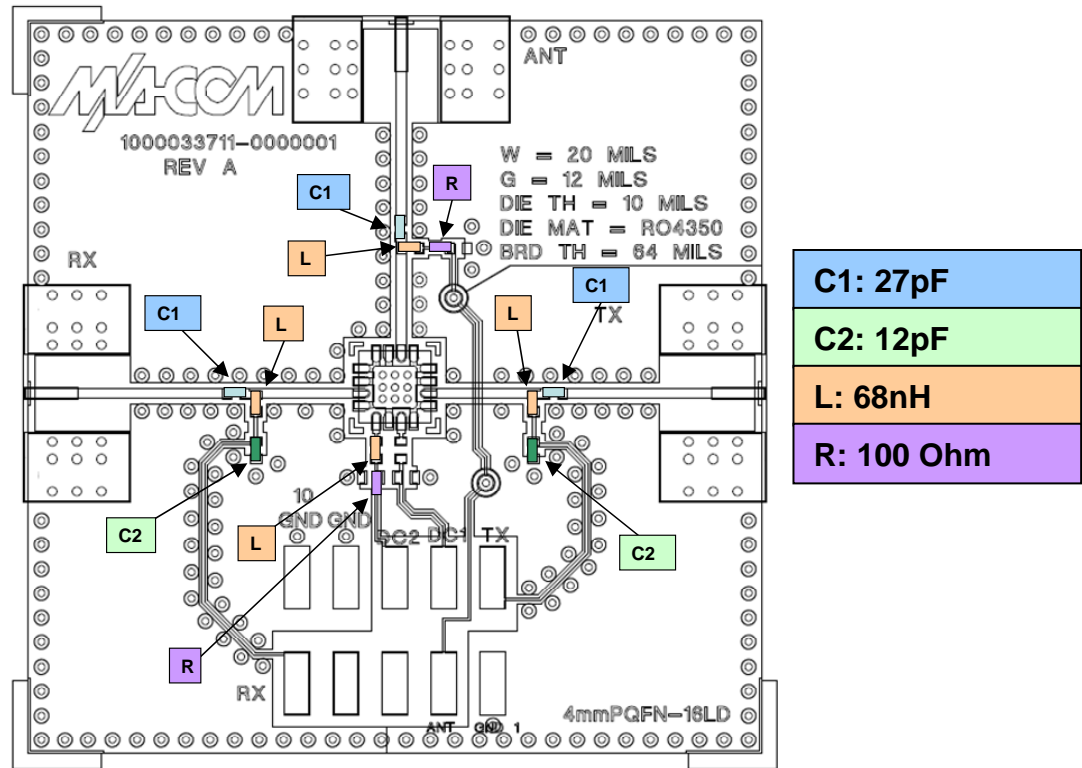 ANT
M/A-COM
1000033711-0000001
REV A
W = 20 MILS
G = 12 MILS
DIE TH = 10 MILS
DIE MAT = RO4350
BRD TH = 64 MILS
R
C1
L
RX
C1
L
L
C1
TX
C1: 27pF
C2: 12pF
L: 68nH
R: 100 Ohm
10
GND GND DC2 DC1 TX
C2
L
C2
R
RX
ANT GND 1
4mmPQFN-16LD